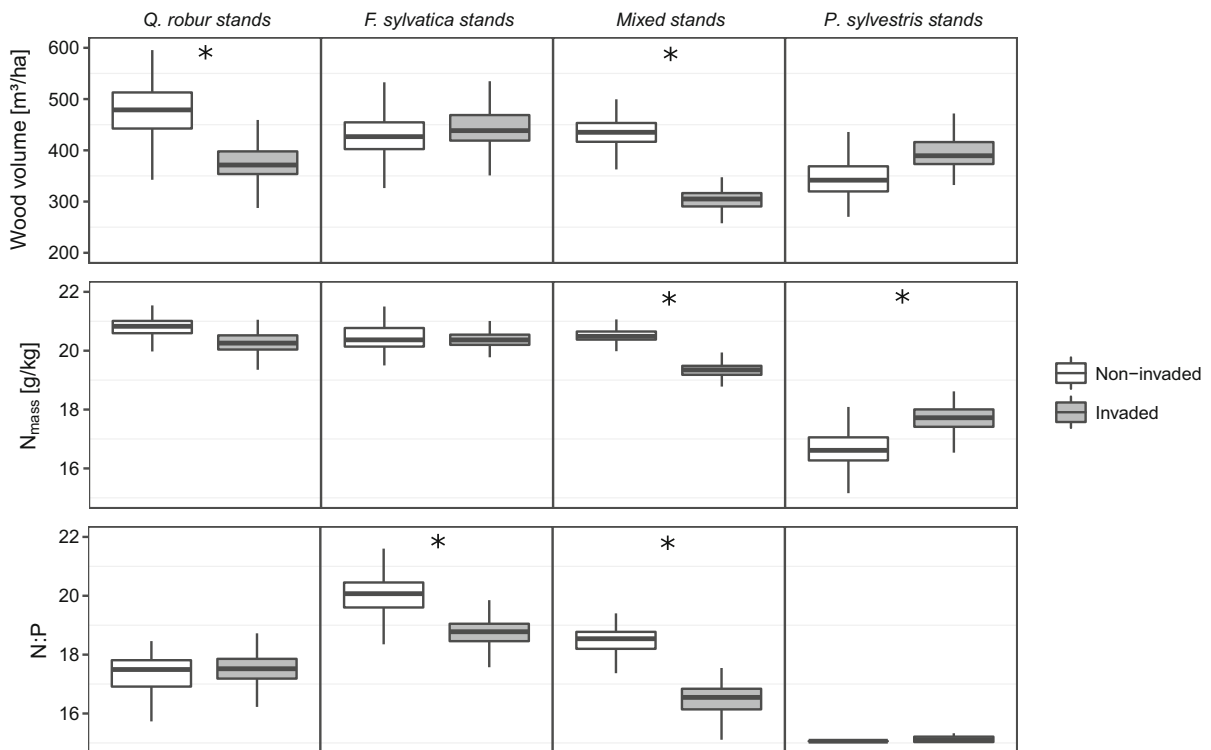 Q. robur stands F. sylvatica stands Mixed stands P. sylvestris stands
Wood volume [m³/ha]
600
500
400
300
200
* *
Nmass [g/kg]
22
20
18
16
* *
N:P
22
20
18
16
* *
Non-invaded
Invaded